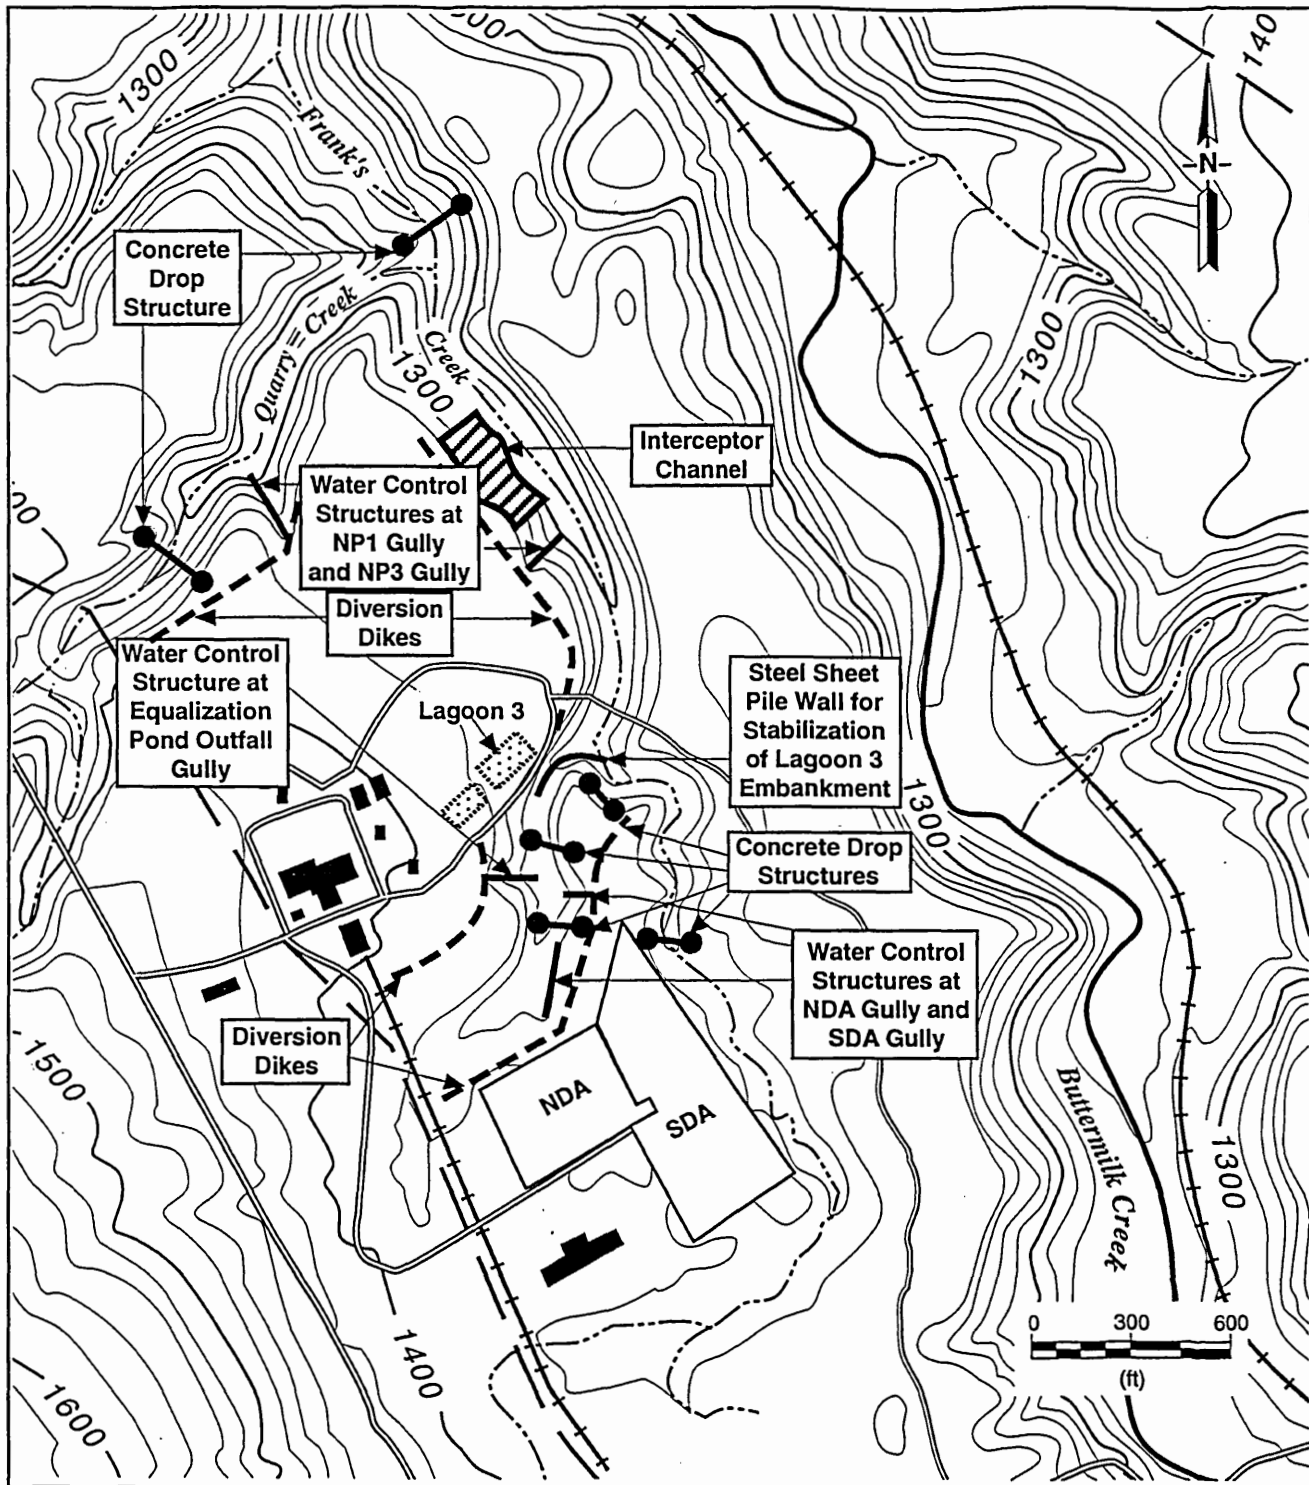 1300
140
1300
Frank's
N
Concrete
Drop
Structure
Quarry Creek
Creek
1300
1300
Interceptor
Channel
Water Control
Structures at
NP1 Gully
and NP3 Gully
Diversion
Dikes
Water Control
Structure at
Equalization
Pond Outfall
Gully
Lagoon 3
Steel Sheet
Pile Wall for
Stabilization
of Lagoon 3
Embankment
1300
Concrete Drop
Structures
Water Control
Structures at
NDA Gully and
SDA Gully
Diversion
Dikes
NDA
SDA
1500
Buttermilk Creek
1300
1400
1600
0 300 600
(ft)